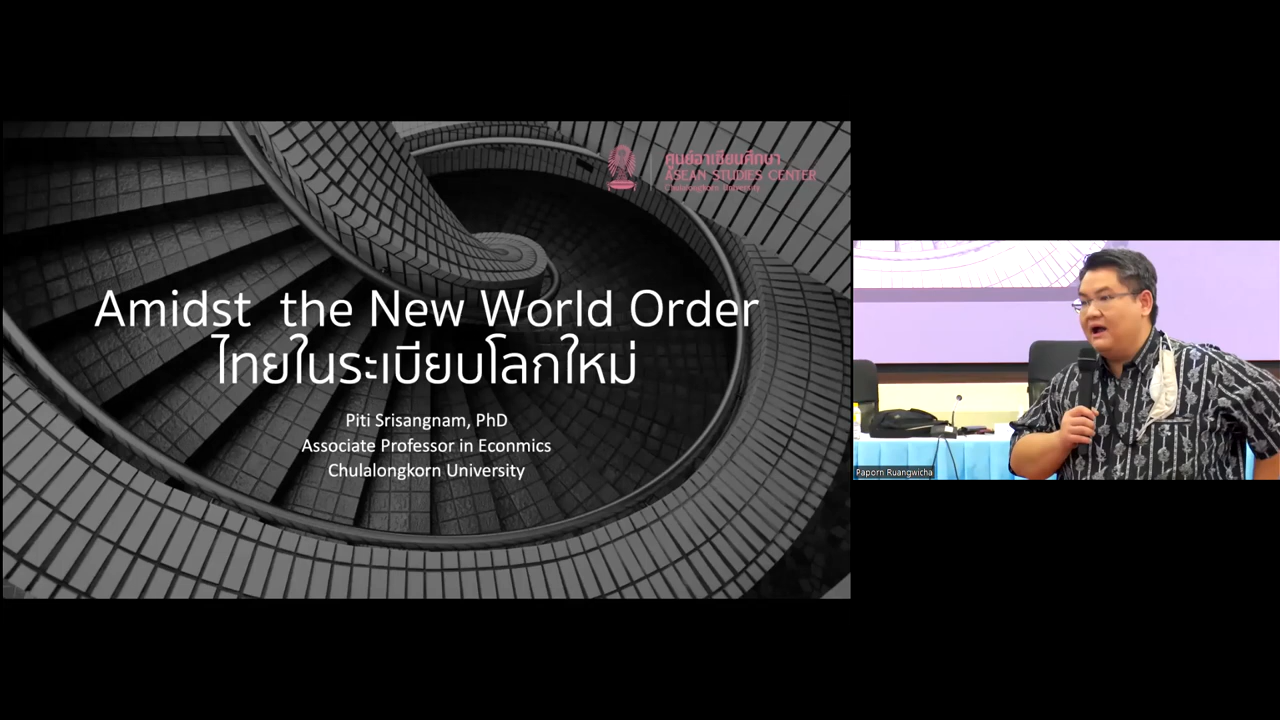 ศูนย์อาเซียนศึกษา
ASEAN STUDIES CENTER
Chulalongkorn University
Amidst  the New World Order
ไทยในระเบียบโลกใหม่
Piti Srisangnam, PhD
Associate Professor in Econmics
Chulalongkorn University
Paporn Ruangwicha